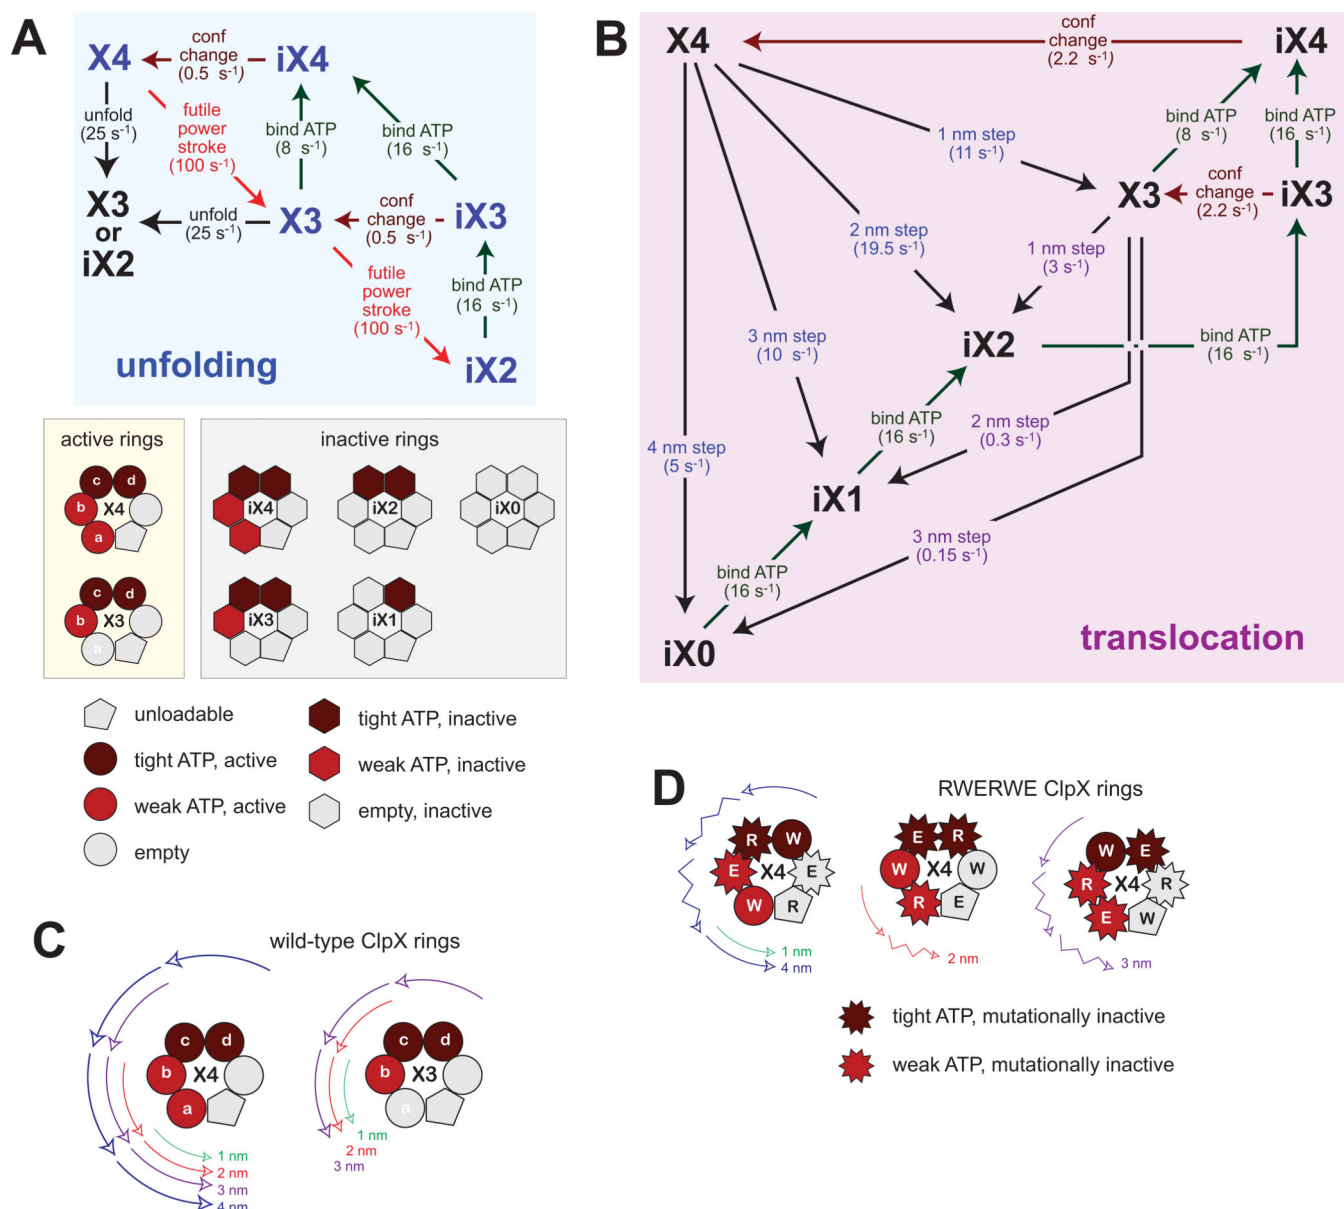 A
X4
conf
change
(0.5 s-1)
iX4
unfold
(25 s-1)
futile
power
stroke
(100 s-1)
bind ATP
(8 s-1)
bind ATP
(16 s-1)
X3
or
iX2
unfold
(25 s-1)
X3
conf
change
(0.5 s-1)
iX3
futile
power
stroke
(100 s-1)
bind ATP
(16 s-1)
iX2
unfolding
active rings
c
d
b
X4
a
c
d
b
X3
a
inactive rings
iX4
iX2
iX0
iX3
iX1
unloadable
tight ATP, active
weak ATP, active
empty
tight ATP, inactive
weak ATP, inactive
empty, inactive
B
X4
conf
change
(2.2 s-1)
iX4
1 nm step
(11 s-1)
bind ATP
(8 s-1)
bind ATP
(16 s-1)
X3
conf
change
(2.2 s-1)
iX3
2 nm step
(19.5 s-1)
1 nm step
(3 s-1)
3 nm step
(10 s-1)
iX2
bind ATP
(16 s-1)
4 nm step
(5 s-1)
bind ATP
(16 s-1)
2 nm step
(0.3 s-1)
iX1
3 nm step
(0.15 s-1)
bind ATP
(16 s-1)
iX0
translocation
C
wild-type ClpX rings
c
d
b
X4
a
1 nm
2 nm
3 nm
4 nm
c
d
b
X3
a
1 nm
2 nm
3 nm
D
RWERWE ClpX rings
R
W
E
X4
E
W
R
1 nm
4 nm
E
R
W
X4
W
R
E
2 nm
W
E
R
X4
R
E
W
3 nm
tight ATP, mutationally inactive
weak ATP, mutationally inactive